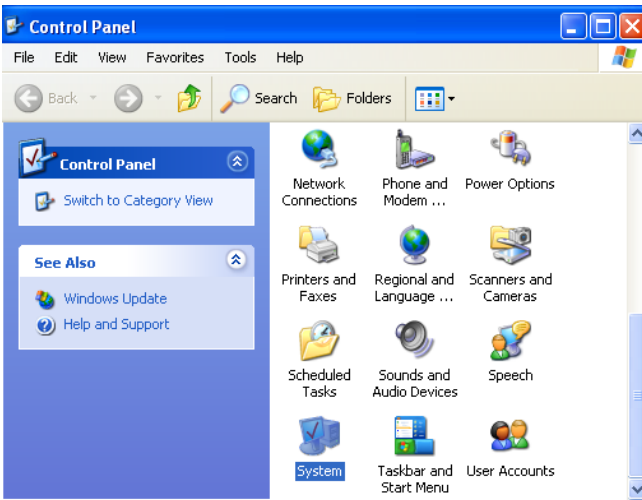 Control Panel
File Edit View Favorites Tools Help
Back Search Folders
Control Panel
Switch to Category View
See Also
Windows Update
Help and Support
Network
Connections
Phone and
Modem ...
Power Options
Printers and
Faxes
Regional and
Language ...
Scanners and
Cameras
Scheduled
Tasks
Sounds and
Audio Devices
Speech
System
Taskbar and
Start Menu
User Accounts